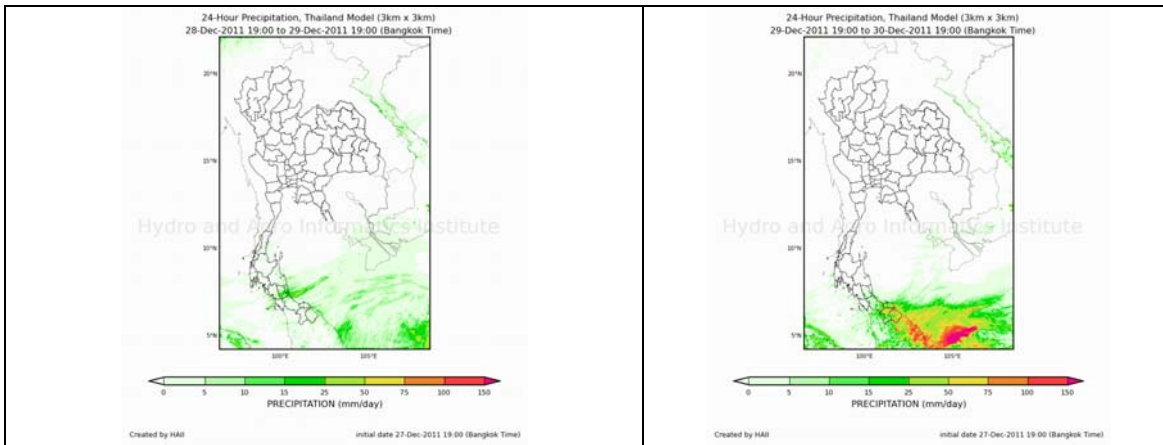 24-Hour Precipitation, Thailand Model (3km x 3km)
28-Dec-2011 19:00 to 29-Dec-2011 19:00 (Bangkok Time)
20°N
15°N
10°N
5°N
100°E
105°E
Hydro and Agro Informatics Institute
0 5 10 15 25 50 75 100 150
PRECIPITATION (mm/day)
Created by HAII
initial date 27-Dec-2011 19:00 (Bangkok Time)
24-Hour Precipitation, Thailand Model (3km x 3km)
29-Dec-2011 19:00 to 30-Dec-2011 19:00 (Bangkok Time)
20°N
15°N
10°N
5°N
100°E
105°E
Hydro and Agro Informatics Institute
0 5 10 15 25 50 75 100 150
PRECIPITATION (mm/day)
Created by HAII
initial date 27-Dec-2011 19:00 (Bangkok Time)